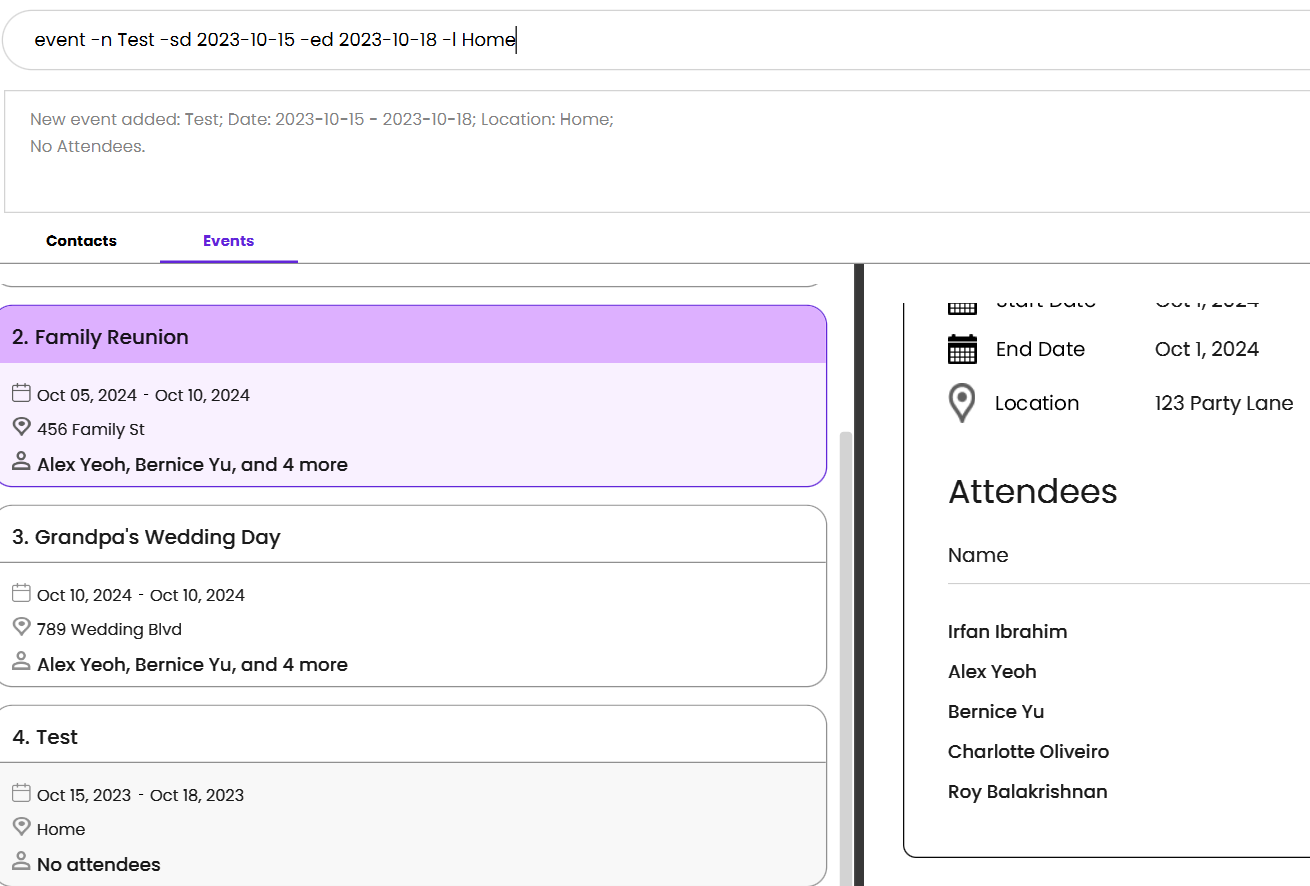 event -n Test -sd 2023-10-15 -ed 2023-10-18 -l Home
New event added: Test; Date: 2023-10-15 - 2023-10-18; Location: Home;
No Attendees.
Contacts
Events
2. Family Reunion
Oct 05, 2024 - Oct 10, 2024
456 Family St
Alex Yeoh, Bernice Yu, and 4 more
3. Grandpa's Wedding Day
Oct 10, 2024 - Oct 10, 2024
789 Wedding Blvd
Alex Yeoh, Bernice Yu, and 4 more
4. Test
Oct 15, 2023 - Oct 18, 2023
Home
No attendees
Start Date Oct 1, 2024
End Date Oct 1, 2024
Location 123 Party Lane
Attendees
Name
Irfan Ibrahim
Alex Yeoh
Bernice Yu
Charlotte Oliveiro
Roy Balakrishnan